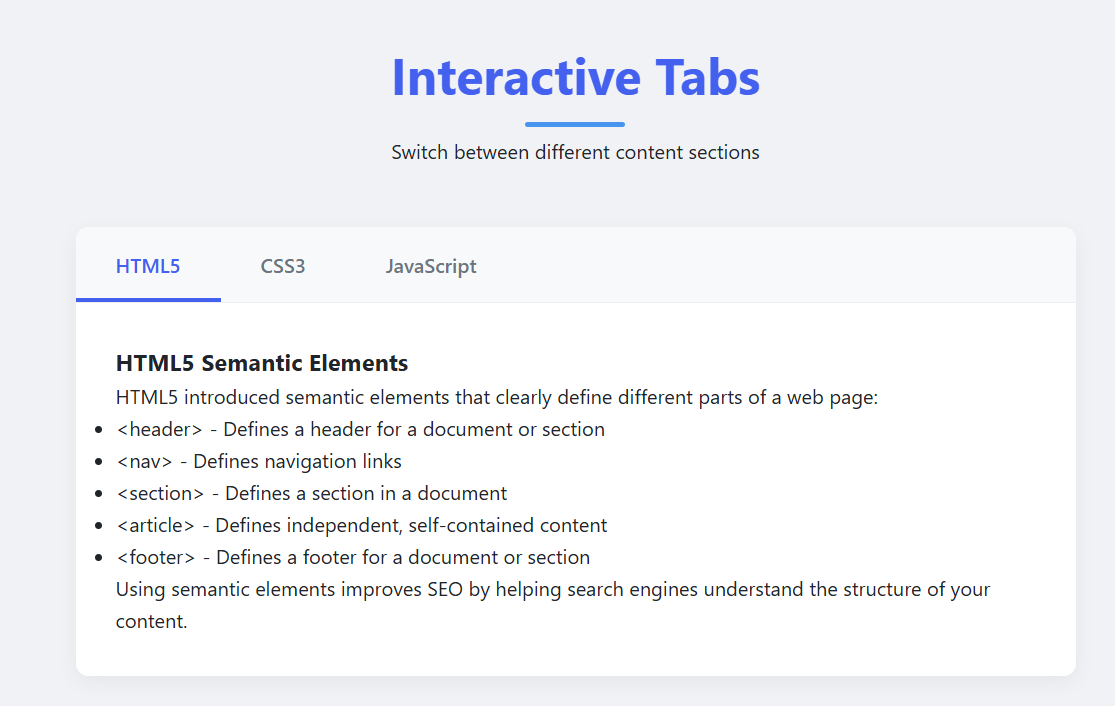 Interactive Tabs
Switch between different content sections
HTML5 CSS3 JavaScript
HTML5 Semantic Elements
HTML5 introduced semantic elements that clearly define different parts of a web page:
<header> - Defines a header for a document or section
<nav> - Defines navigation links
<section> - Defines a section in a document
<article> - Defines independent, self-contained content
<footer> - Defines a footer for a document or section
Using semantic elements improves SEO by helping search engines understand the structure of your
content.